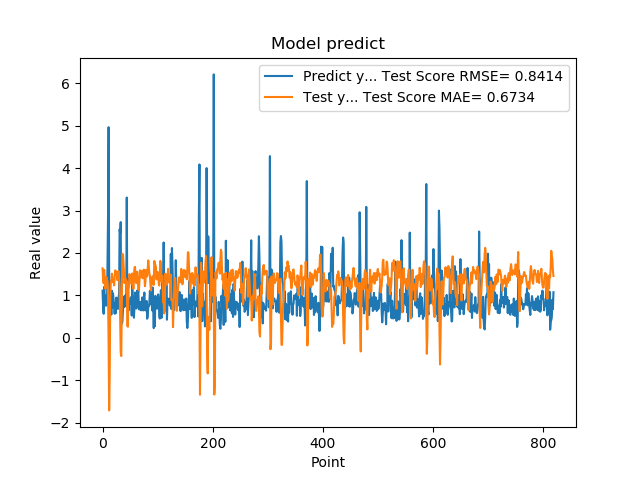 Model predict
Predict y... Test Score RMSE= 0.8414
Test y... Test Score MAE= 0.6734
Real value
6
5
4
3
2
1
0
−1
−2
0 200 400 600 800
Point